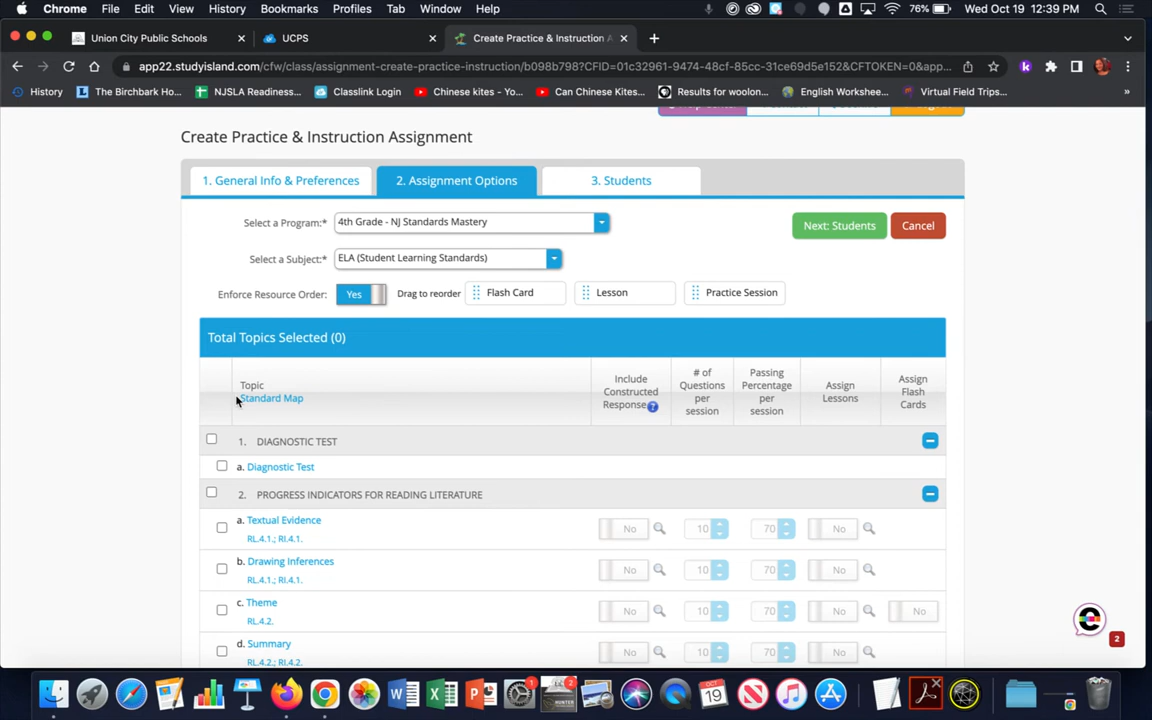 Chrome File Edit View History Bookmarks Profiles Tab Window Help 76% Wed Oct 19 12:39 PM
Union City Public Schools UCPS Create Practice & Instruction A
app22.studyisland.com/cfw/class/assignment-create-practice-instruction/b098b798?CFID=01c32961-9474-48cf-85cc-31ce69d5e152&CFTOKEN=0&app...
History The Birchbark Ho... NJSLA Readiness... Classlink Login Chinese kites - Yo... Can Chinese Kites... Results for woolon... English Worksheet... Virtual Field Trips... »
Create Practice & Instruction Assignment
1. General Info & Preferences 2. Assignment Options 3. Students
Select a Program:* 4th Grade - NJ Standards Mastery Next: Students Cancel
Select a Subject:* ELA (Student Learning Standards)
Enforce Resource Order: Yes Drag to reorder Flash Card Lesson Practice Session
Total Topics Selected (0)
Topic
Standard Map
Include
Constructed
Response ?
# of
Questions
per
session
Passing
Percentage
per
session
Assign
Lessons
Assign
Flash
Cards
1. DIAGNOSTIC TEST
a. Diagnostic Test
2. PROGRESS INDICATORS FOR READING LITERATURE
a. Textual Evidence No 10 70 No
RL.4.1.; RI.4.1.
b. Drawing Inferences No 10 70 No
RL.4.1.; RI.4.1.
c. Theme No 10 70 No No
RL.4.2.
d. Summary No 10 70 No
RL.4.2.; RI.4.2.
2